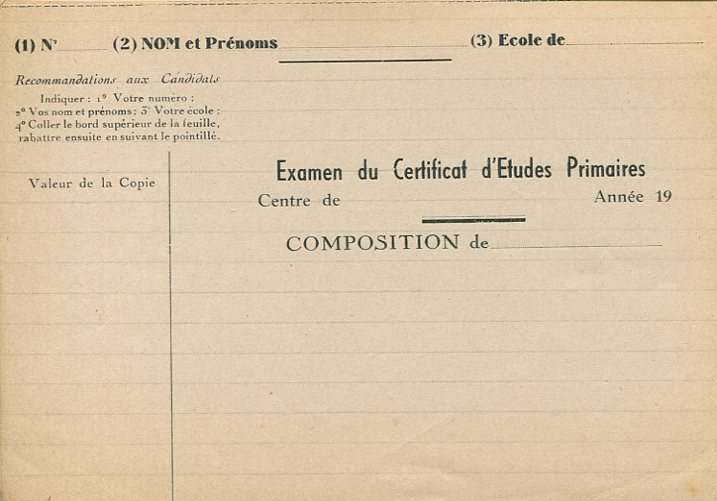 (1) N° (2) NOM et Prénoms (3) Ecole de
Recommandations aux Candidats
Indiquer : 1° Votre numéro ;
2° Vos nom et prénoms ; 3° Votre école ;
4° Coller le bord supérieur de la feuille,
rabattre ensuite en suivant le pointillé.
Valeur de la Copie
Examen du Certificat d'Etudes Primaires
Centre de Année 19
COMPOSITION de